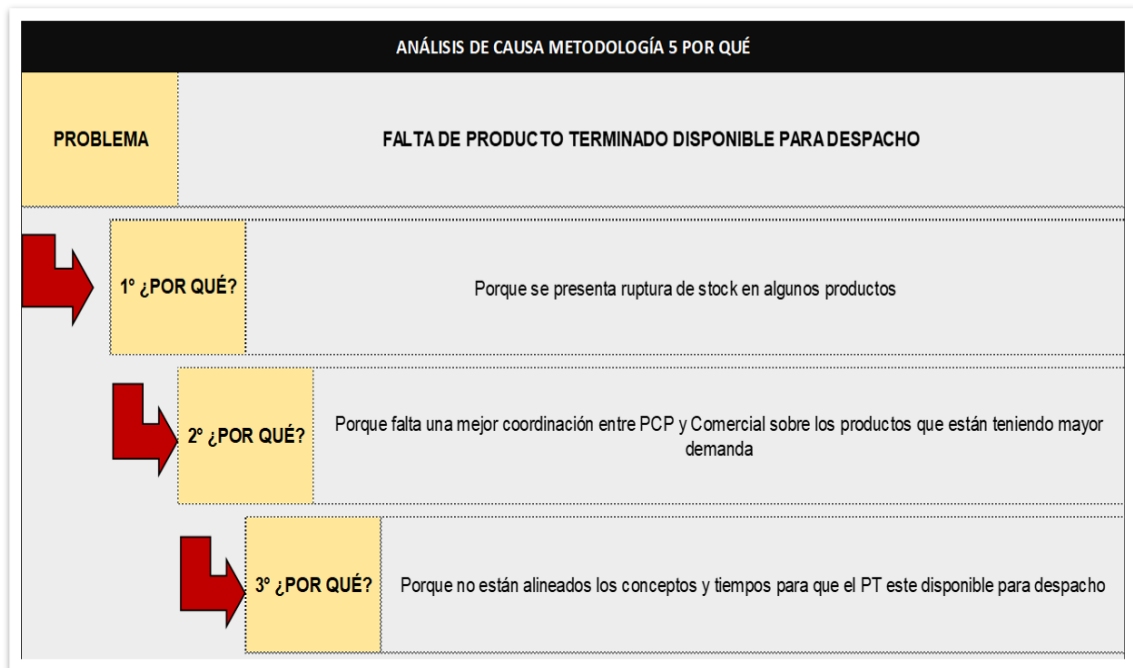 ANÁLISIS DE CAUSA METODOLOGÍA 5 POR QUÉ
PROBLEMA
FALTA DE PRODUCTO TERMINADO DISPONIBLE PARA DESPACHO
1º ¿POR QUÉ?
Porque se presenta ruptura de stock en algunos productos
2º ¿POR QUÉ?
Porque falta una mejor coordinación entre PCP y Comercial sobre los productos que están teniendo mayor
demanda
3º ¿POR QUÉ?
Porque no están alineados los conceptos y tiempos para que el PT este disponible para despacho